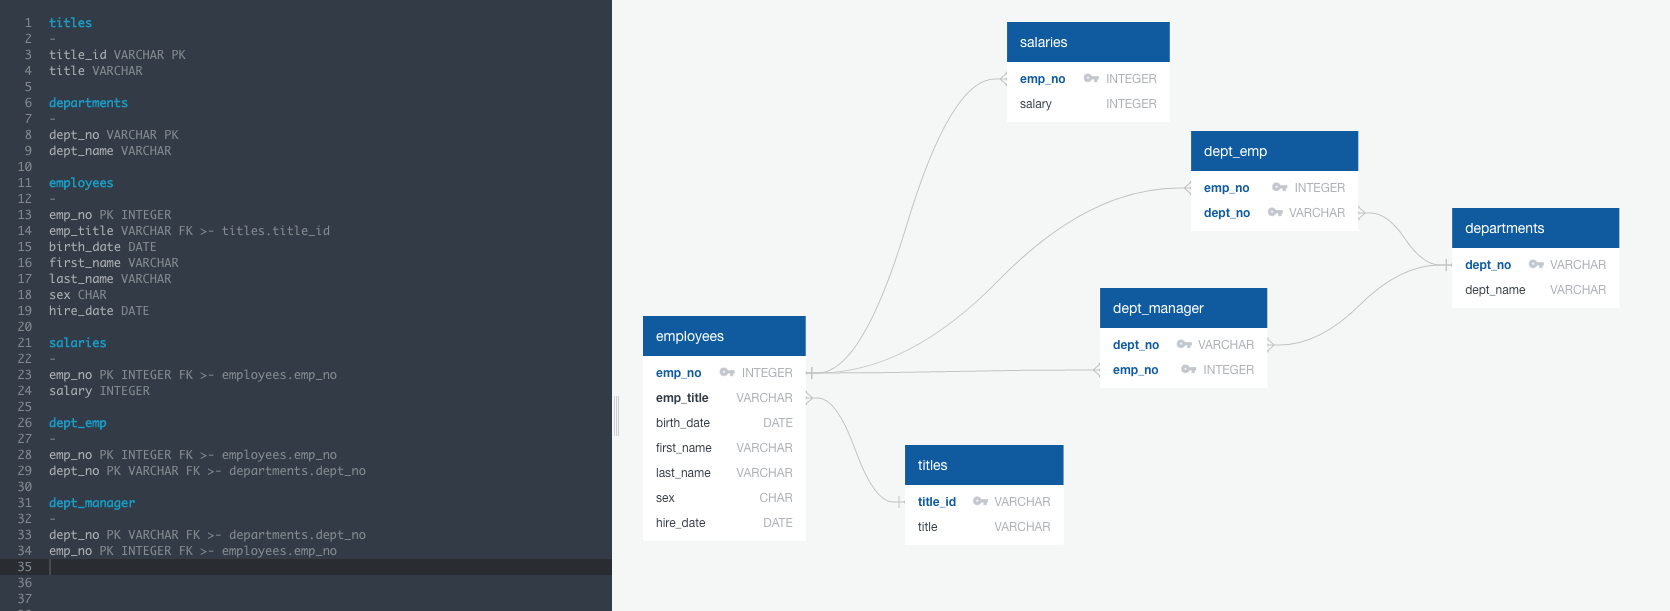 1 titles
2 -
3 title_id VARCHAR PK
4 title VARCHAR
5
6 departments
7 -
8 dept_no VARCHAR PK
9 dept_name VARCHAR
10
11 employees
12 -
13 emp_no PK INTEGER
14 emp_title VARCHAR FK >- titles.title_id
15 birth_date DATE
16 first_name VARCHAR
17 last_name VARCHAR
18 sex CHAR
19 hire_date DATE
20
21 salaries
22 -
23 emp_no PK INTEGER FK >- employees.emp_no
24 salary INTEGER
25
26 dept_emp
27 -
28 emp_no PK INTEGER FK >- employees.emp_no
29 dept_no PK VARCHAR FK >- departments.dept_no
30
31 dept_manager
32 -
33 dept_no PK VARCHAR FK >- departments.dept_no
34 emp_no PK INTEGER FK >- employees.emp_no
35
36
37
salaries
emp_no INTEGER
salary INTEGER
dept_emp
emp_no INTEGER
dept_no VARCHAR
departments
dept_no VARCHAR
dept_name VARCHAR
dept_manager
dept_no VARCHAR
emp_no INTEGER
employees
emp_no INTEGER
emp_title VARCHAR
birth_date DATE
first_name VARCHAR
last_name VARCHAR
sex CHAR
hire_date DATE
titles
title_id VARCHAR
title VARCHAR